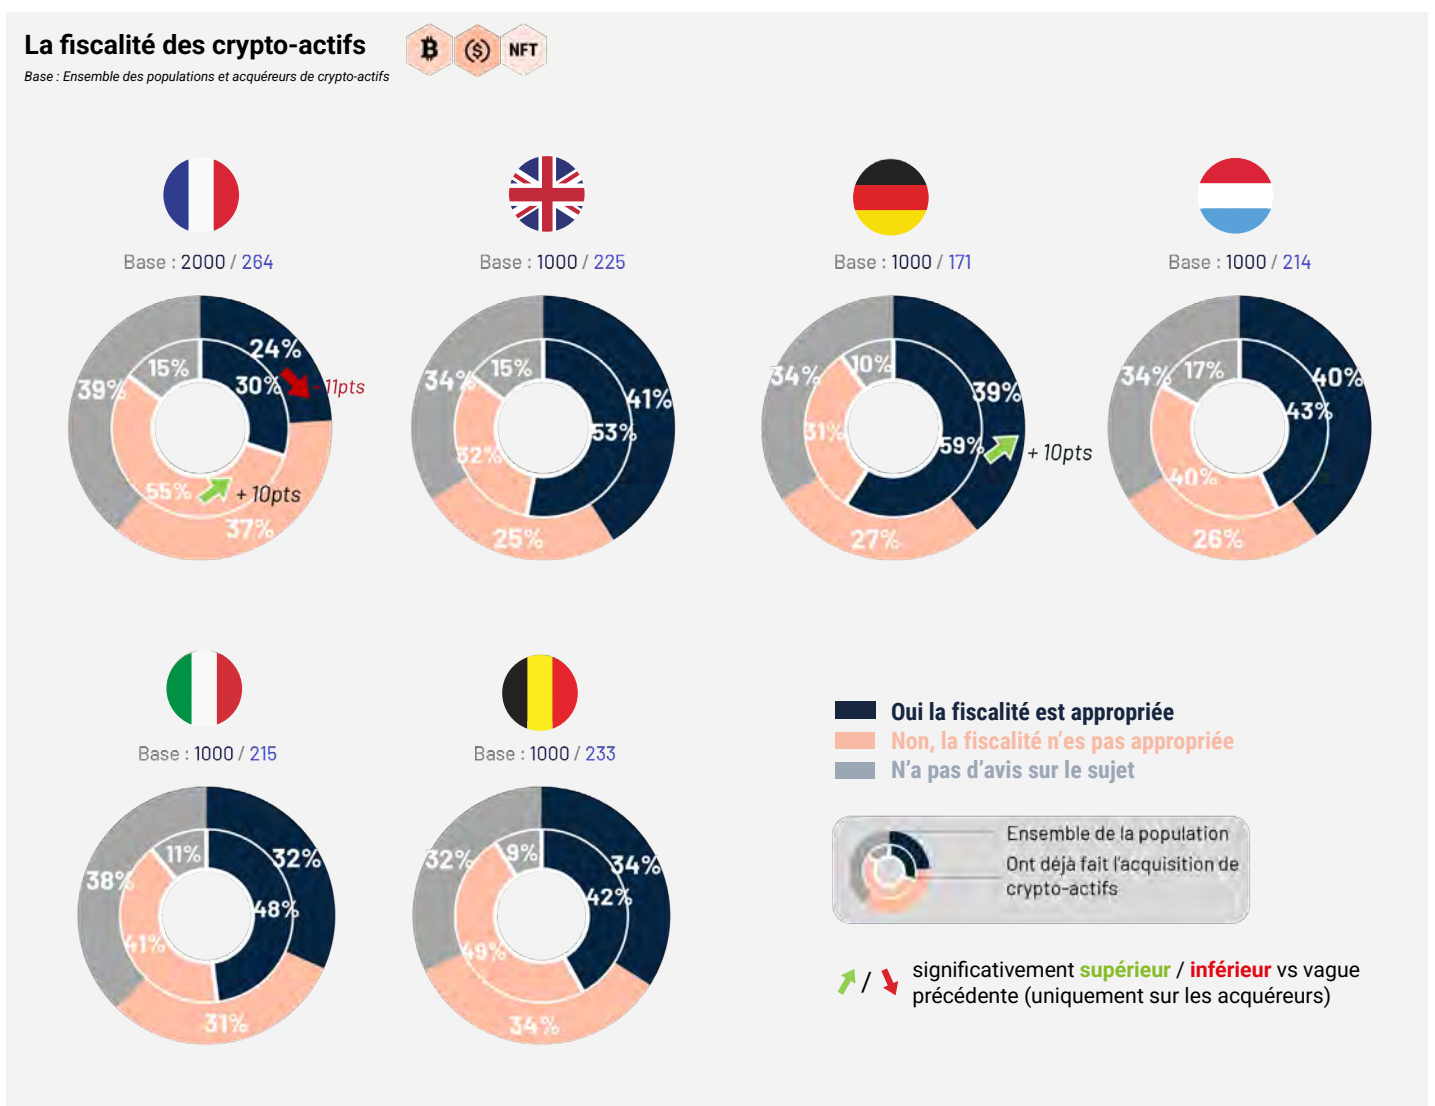 La fiscalité des crypto-actifs
₿ ($) NFT
Base : Ensemble des populations et acquéreurs de crypto-actifs
Base : 2000 / 264
24%
30%
- 11pts
15%
39%
55%
+ 10pts
37%
Base : 1000 / 225
15%
34%
41%
53%
32%
25%
Base : 1000 / 171
10%
34%
39%
31%
59%
+ 10pts
27%
Base : 1000 / 214
17%
34%
40%
43%
40%
26%
Base : 1000 / 215
11%
32%
38%
48%
41%
31%
Base : 1000 / 233
9%
32%
34%
42%
49%
34%
Oui la fiscalité est appropriée
Non, la fiscalité n'es pas appropriée
N'a pas d'avis sur le sujet
Ensemble de la population
Ont déjà fait l'acquisition de
crypto-actifs
/ significativement supérieur / inférieur vs vague
précédente (uniquement sur les acquéreurs)